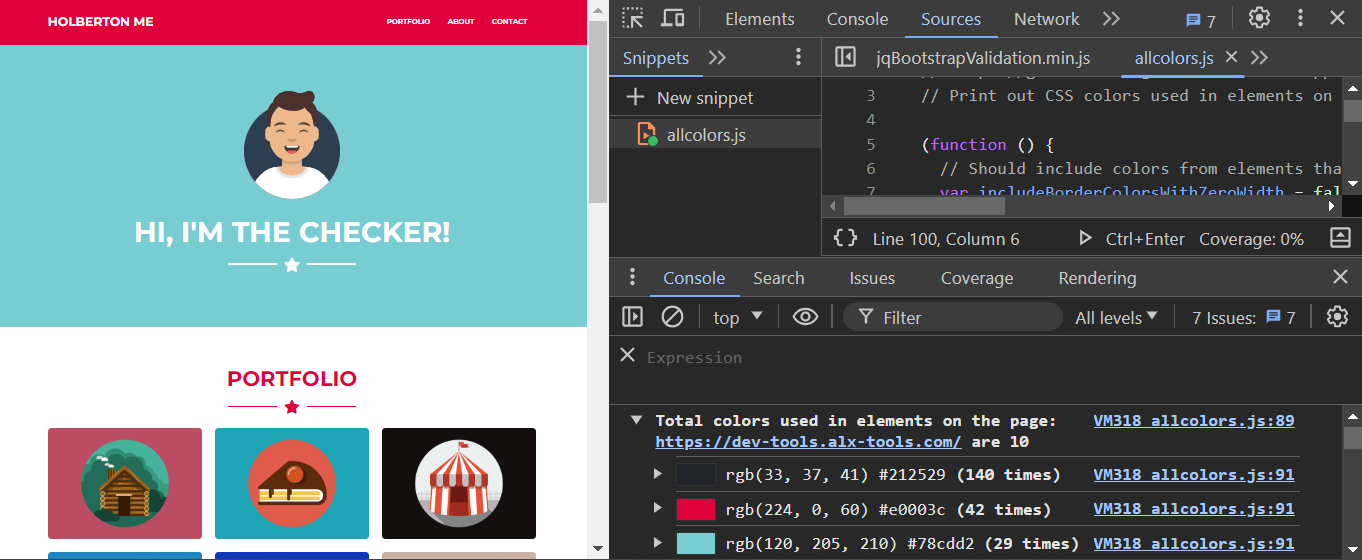 HOLBERTON ME
PORTFOLIO ABOUT CONTACT
HI, I'M THE CHECKER!
PORTFOLIO
Elements Console Sources Network 7
Snippets
New snippet
allcolors.js
jqBootstrapValidation.min.js allcolors.js
3 // Print out CSS colors used in elements on
4
5 (function () {
6 // Should include colors from elements tha
7 var includeBorderColorsWithZeroWidth = fal
{} Line 100, Column 6 Ctrl+Enter Coverage: 0%
Console Search Issues Coverage Rendering
top Filter All levels 7 Issues: 7
Expression
Total colors used in elements on the page: VM318 allcolors.js:89
https://dev-tools.alx-tools.com/ are 10
rgb(33, 37, 41) #212529 (140 times) VM318 allcolors.js:91
rgb(224, 0, 60) #e0003c (42 times) VM318 allcolors.js:91
rgb(120, 205, 210) #78cdd2 (29 times) VM318 allcolors.js:91